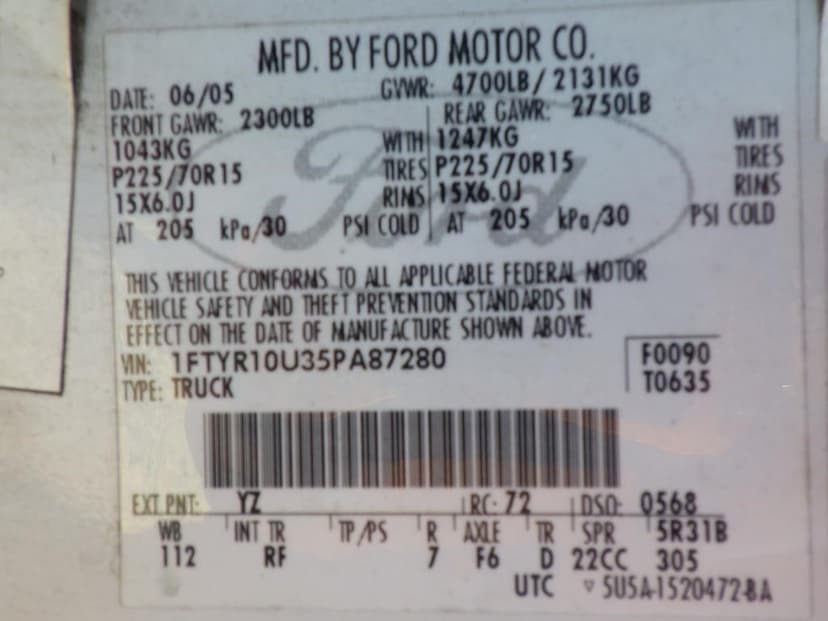 MFD. BY FORD MOTOR CO.
DATE: 06/05 GVWR: 4700LB/ 2131KG
FRONT GAWR: 2300LB REAR GAWR: 2750LB
1043KG WITH 1247KG WITH
P225/70R15 TIRES P225/70R15 TIRES
15X6.0J RIMS 15X6.0J RIMS
AT 205 kPa/30 PSI COLD AT 205 kPa/30 PSI COLD
Ford
THIS VEHICLE CONFORMS TO ALL APPLICABLE FEDERAL MOTOR
VEHICLE SAFETY AND THEFT PREVENTION STANDARDS IN
EFFECT ON THE DATE OF MANUFACTURE SHOWN ABOVE.
VIN: 1FTYR10U35PA87280 F0090
TYPE: TRUCK T0635
EXT PNT: YZ RC: 72 DSO: 0568
WB INT TR TP/PS R AXLE TR SPR 5R31B
112 RF 7 F6 D 22CC 305
UTC ▽ 5U5A-1520472-BA